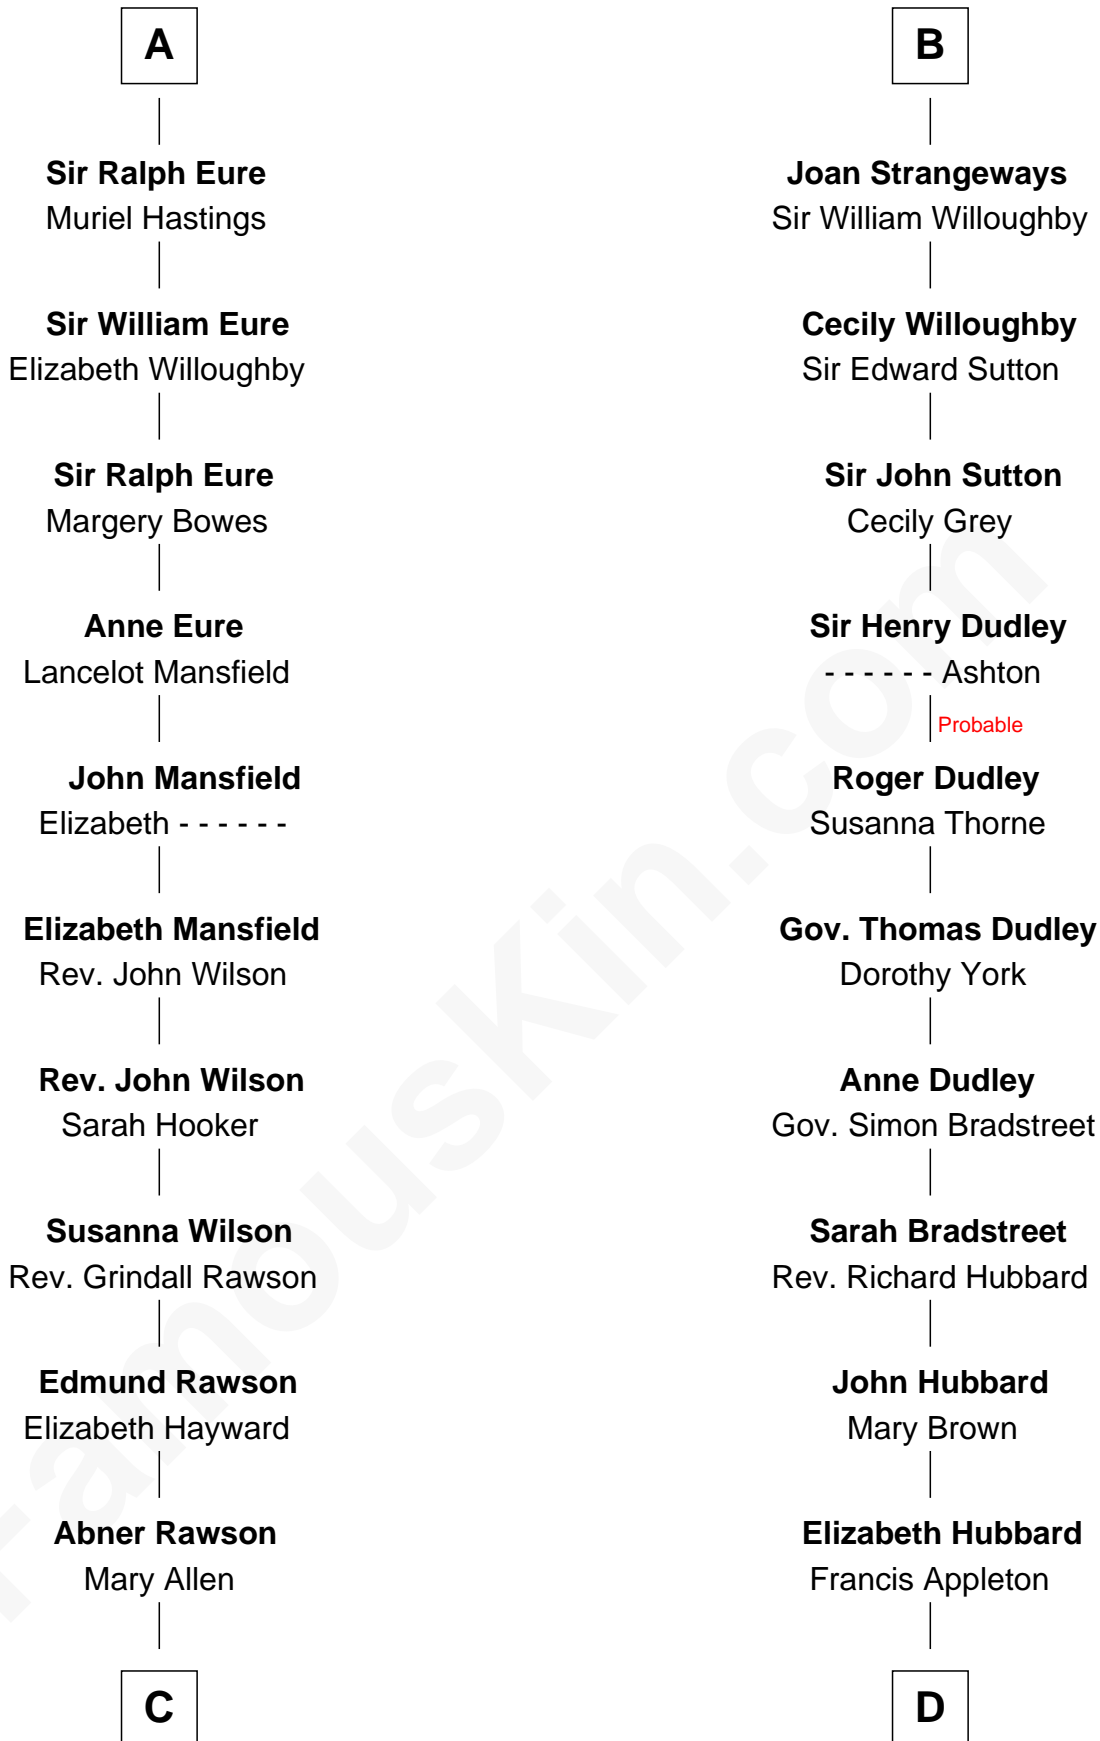 A
Sir Ralph Eure
Muriel Hastings
Sir William Eure
Elizabeth Willoughby
Sir Ralph Eure
Margery Bowes
Anne Eure
Lancelot Mansfield
John Mansfield
Elizabeth - - - - - -
Elizabeth Mansfield
Rev. John Wilson
Rev. John Wilson
Sarah Hooker
Susanna Wilson
Rev. Grindall Rawson
Edmund Rawson
Elizabeth Hayward
Abner Rawson
Mary Allen
C
B
Joan Strangeways
Sir William Willoughby
Cecily Willoughby
Sir Edward Sutton
Sir John Sutton
Cecily Grey
Sir Henry Dudley
- - - - - - Ashton
Probable
Roger Dudley
Susanna Thorne
Gov. Thomas Dudley
Dorothy York
Anne Dudley
Gov. Simon Bradstreet
Sarah Bradstreet
Rev. Richard Hubbard
John Hubbard
Mary Brown
Elizabeth Hubbard
Francis Appleton
D
FamousKin.com